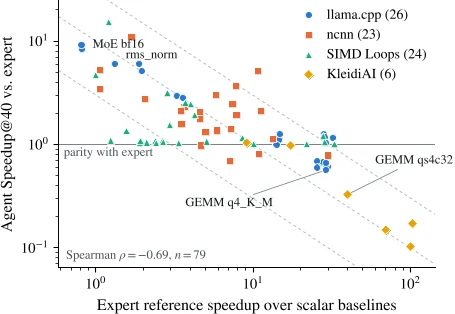 Agent Speedup@40 vs. expert
10¹
10⁰
10⁻¹
llama.cpp (26)
ncnn (23)
SIMD Loops (24)
KleidiAI (6)
MoE bf16
rms_norm
parity with expert
GEMM qs4c32
GEMM q4_K_M
Spearman ρ = −0.69, n = 79
10⁰
10¹
10²
Expert reference speedup over scalar baselines